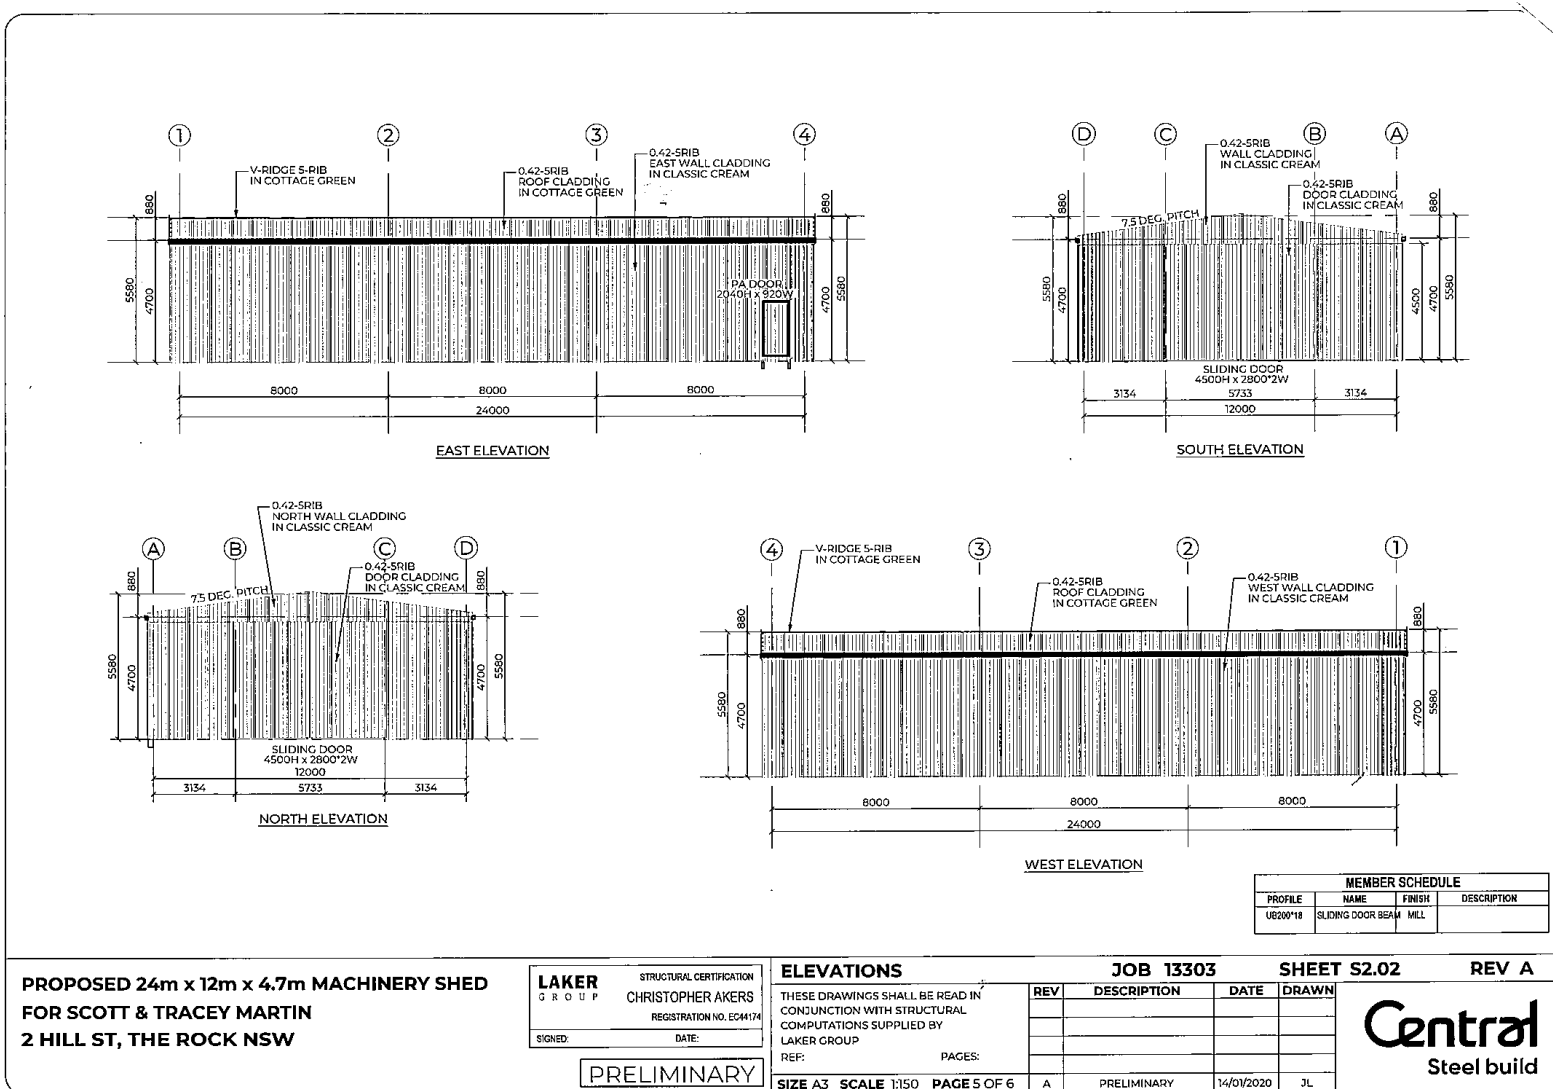 1
2
3
4
V-RIDGE 5-RIB
IN COTTAGE GREEN
0.42-5RIB
ROOF CLADDING
IN COTTAGE GREEN
0.42-5RIB
EAST WALL CLADDING
IN CLASSIC CREAM
880
5580
4700
PA DOOR
2040H x 920W
880
4700
5580
8000
8000
8000
24000
EAST ELEVATION
D
C
B
A
0.42-5RIB
WALL CLADDING
IN CLASSIC CREAM
0.42-5RIB
DOOR CLADDING
IN CLASSIC CREAM
7.5 DEG. PITCH
880
5580
4700
880
4500
4700
5580
SLIDING DOOR
4500H x 2800*2W
3134
5733
3134
12000
SOUTH ELEVATION
0.42-5RIB
NORTH WALL CLADDING
IN CLASSIC CREAM
A
B
C
D
0.42-5RIB
DOOR CLADDING
IN CLASSIC CREAM
7.5 DEG. PITCH
880
5580
4700
880
4700
5580
SLIDING DOOR
4500H x 2800*2W
12000
3134
5733
3134
NORTH ELEVATION
4
3
2
1
V-RIDGE 5-RIB
IN COTTAGE GREEN
0.42-5RIB
ROOF CLADDING
IN COTTAGE GREEN
0.42-5RIB
WEST WALL CLADDING
IN CLASSIC CREAM
880
5580
4700
880
4700
5580
8000
8000
8000
24000
WEST ELEVATION
MEMBER SCHEDULE
PROFILE NAME FINISH DESCRIPTION
UB200*18 SLIDING DOOR BEAM MILL
PROPOSED 24m x 12m x 4.7m MACHINERY SHED
FOR SCOTT & TRACEY MARTIN
2 HILL ST, THE ROCK NSW
LAKER
GROUP
STRUCTURAL CERTIFICATION
CHRISTOPHER AKERS
REGISTRATION NO. EC44174
SIGNED: DATE:
PRELIMINARY
ELEVATIONS JOB 13303 SHEET S2.02 REV A
THESE DRAWINGS SHALL BE READ IN
CONJUNCTION WITH STRUCTURAL
COMPUTATIONS SUPPLIED BY
LAKER GROUP
REF: PAGES:
SIZE A3 SCALE 1:150 PAGE 5 OF 6
REV DESCRIPTION DATE DRAWN
A PRELIMINARY 14/01/2020 JL
Central
Steel build